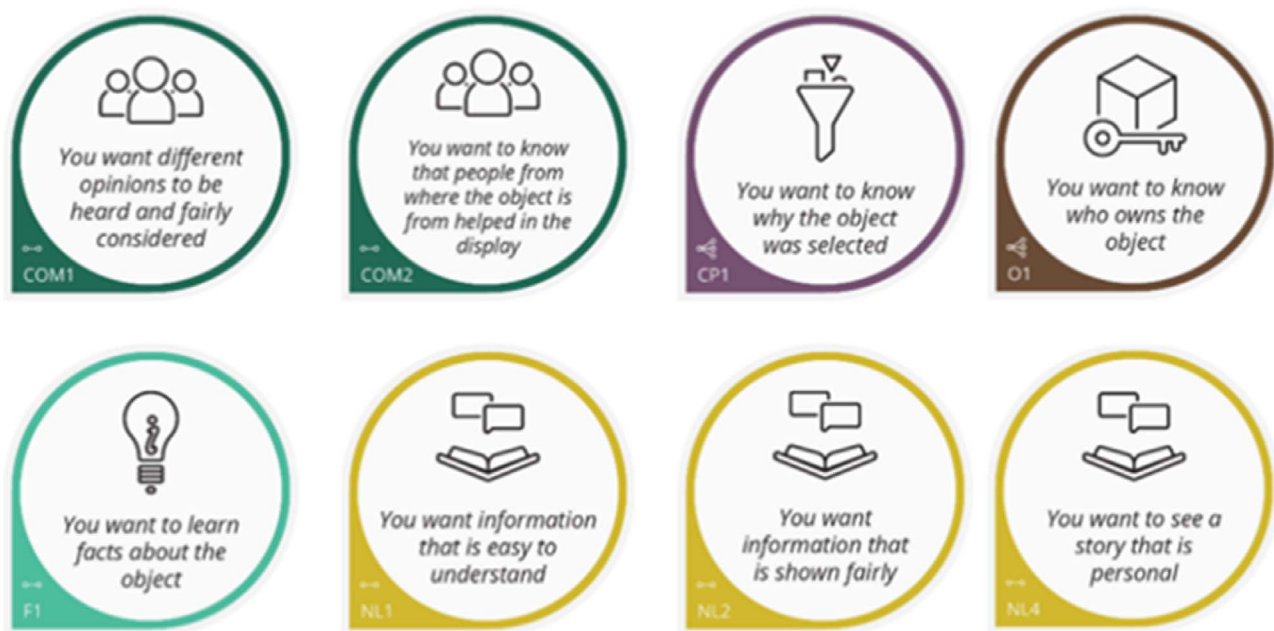 You want different
opinions to be
heard and fairly
considered
COM1
You want to know
that people from
where the object is
from helped in the
display
COM2
You want to know
why the object
was selected
CP1
You want to know
who owns the
object
O1
You want to learn
facts about the
object
F1
You want information
that is easy to
understand
NL1
You want
information that
is shown fairly
NL2
You want to see a
story that is
personal
NL4